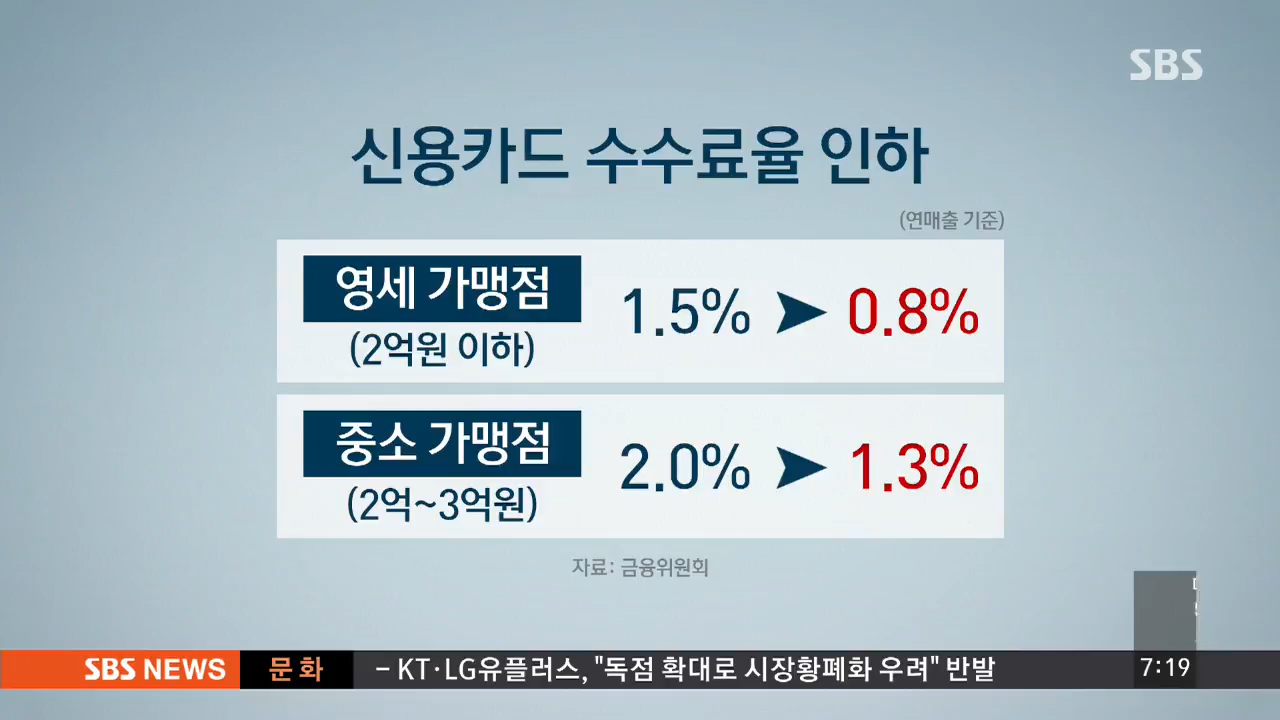 SBS
신용카드 수수료율 인하
(연매출 기준)
영세 가맹점
(2억원 이하)
1.5% ➤ 0.8%
중소 가맹점
(2억~3억원)
2.0% ➤ 1.3%
자료: 금융위원회
SBS NEWS 문화 - KT·LG유플러스, "독점 확대로 시장황폐화 우려" 반발 7:19